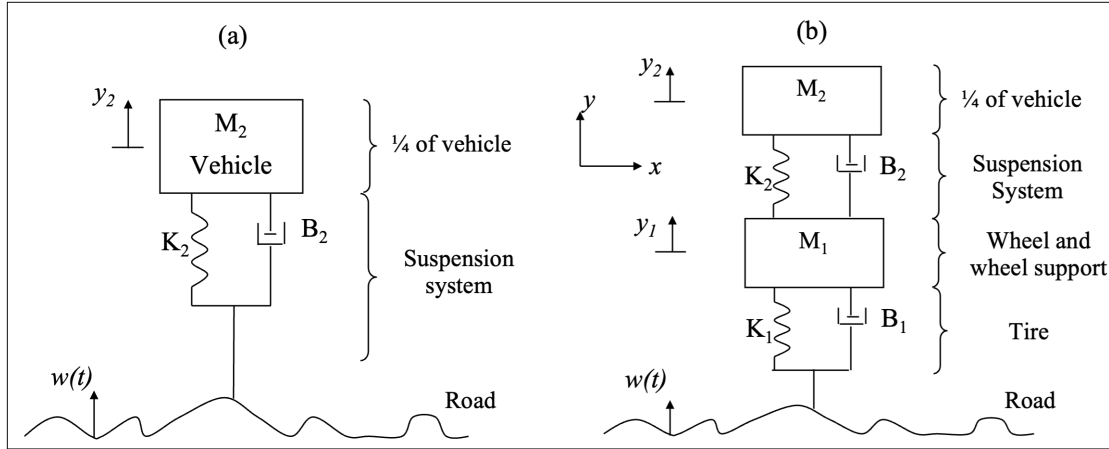 (a)
y₂
M₂
Vehicle
¼ of vehicle
K₂
B₂
Suspension
system
w(t)
Road
(b)
y₂
y
x
M₂
¼ of vehicle
K₂
B₂
Suspension
System
y₁
M₁
Wheel and
wheel support
K₁
B₁
Tire
w(t)
Road